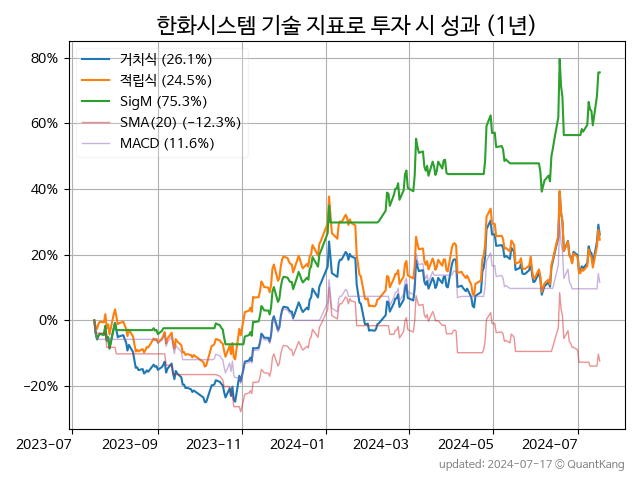 한화시스템 기술 지표로 투자 시 성과 (1년)
80%
60%
40%
20%
0%
−20%
거치식 (26.1%)
적립식 (24.5%)
SigM (75.3%)
SMA(20) (−12.3%)
MACD (11.6%)
2023-07
2023-09
2023-11
2024-01
2024-03
2024-05
2024-07
updated: 2024-07-17 © QuantKang